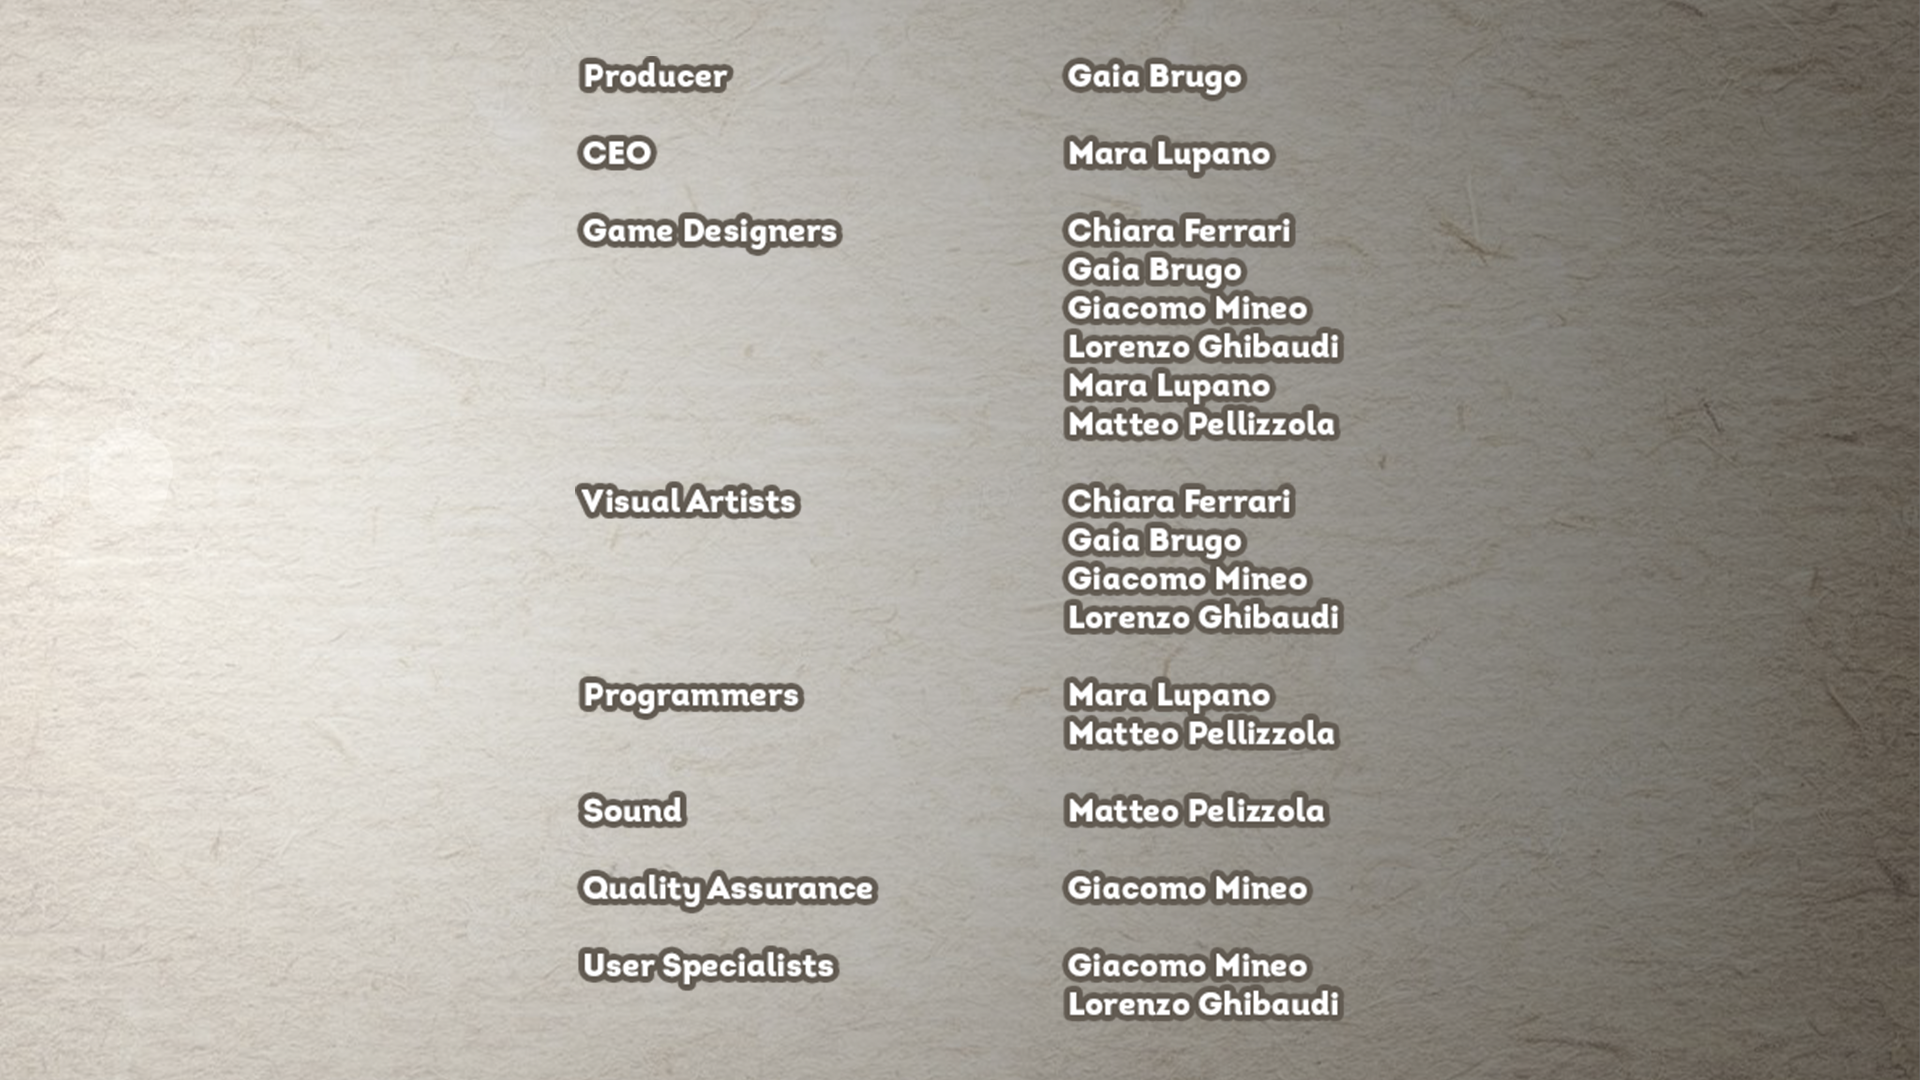 Producer Gaia Brugo
CEO Mara Lupano
Game Designers Chiara Ferrari
Gaia Brugo
Giacomo Mineo
Lorenzo Ghibaudi
Mara Lupano
Matteo Pellizzola
Visual Artists Chiara Ferrari
Gaia Brugo
Giacomo Mineo
Lorenzo Ghibaudi
Programmers Mara Lupano
Matteo Pellizzola
Sound Matteo Pelizzola
Quality Assurance Giacomo Mineo
User Specialists Giacomo Mineo
Lorenzo Ghibaudi